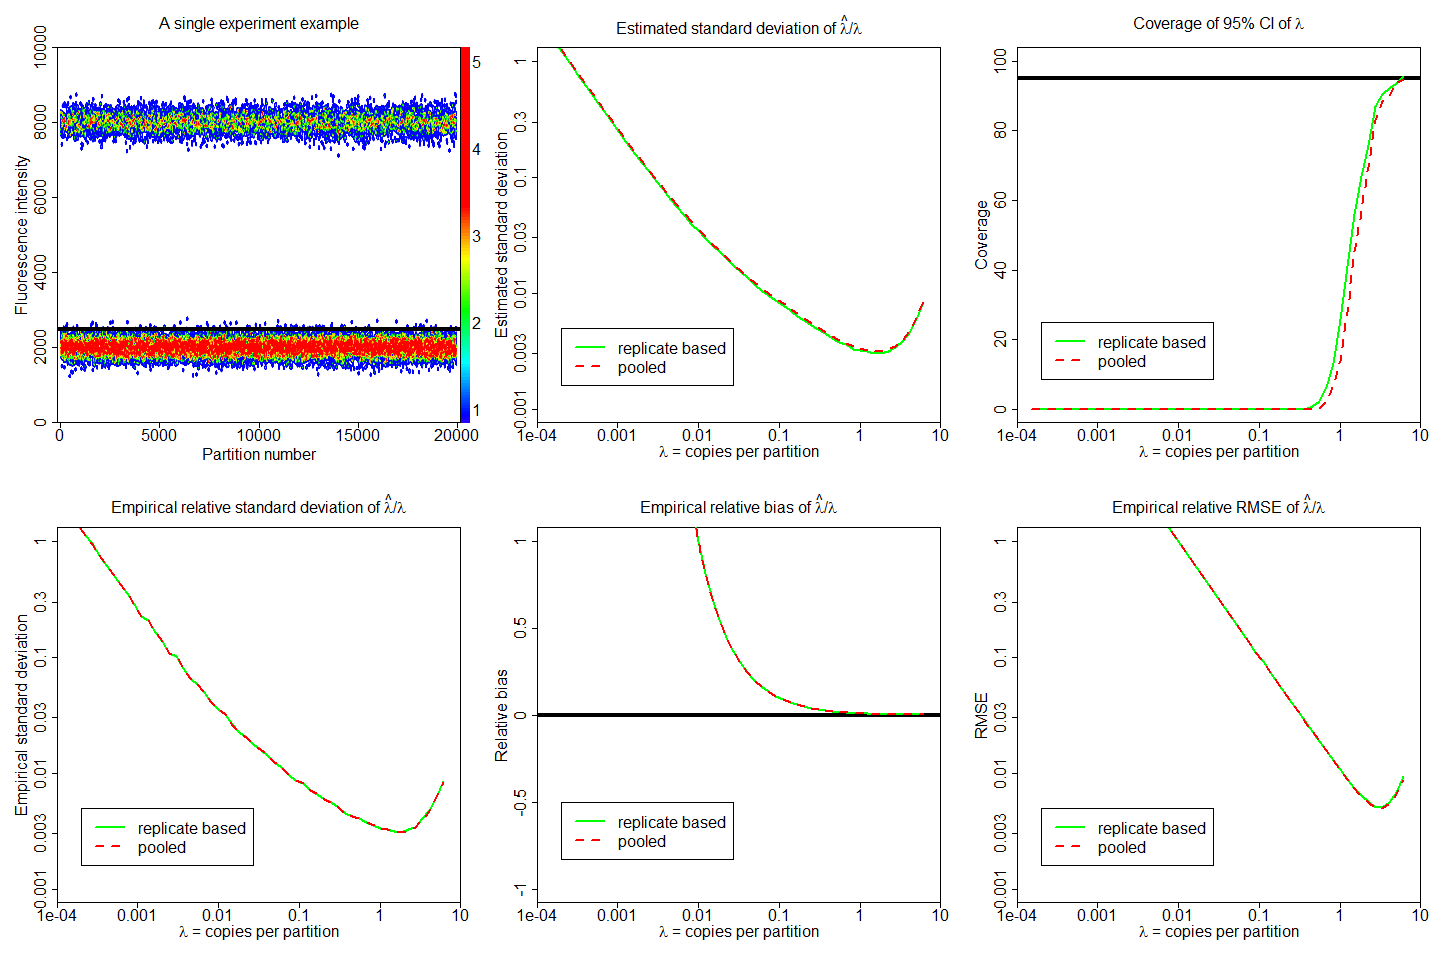 A single experiment example
Fluorescence intensity
0 2000 4000 6000 8000 10000
0 5000 10000 15000 20000
Partition number
1 2 3 4 5
Estimated standard deviation of λ̂/λ
Estimated standard deviation
0.001 0.003 0.01 0.03 0.1 0.3 1
replicate based
pooled
1e-04 0.001 0.01 0.1 1 10
λ = copies per partition
Coverage of 95% CI of λ
Coverage
0 20 40 60 80 100
replicate based
pooled
1e-04 0.001 0.01 0.1 1 10
λ = copies per partition
Empirical relative standard deviation of λ̂/λ
Empirical standard deviation
0.001 0.003 0.01 0.03 0.1 0.3 1
replicate based
pooled
1e-04 0.001 0.01 0.1 1 10
λ = copies per partition
Empirical relative bias of λ̂/λ
Relative bias
-1 -0.5 0 0.5 1
replicate based
pooled
1e-04 0.001 0.01 0.1 1 10
λ = copies per partition
Empirical relative RMSE of λ̂/λ
RMSE
0.001 0.003 0.01 0.03 0.1 0.3 1
replicate based
pooled
1e-04 0.001 0.01 0.1 1 10
λ = copies per partition